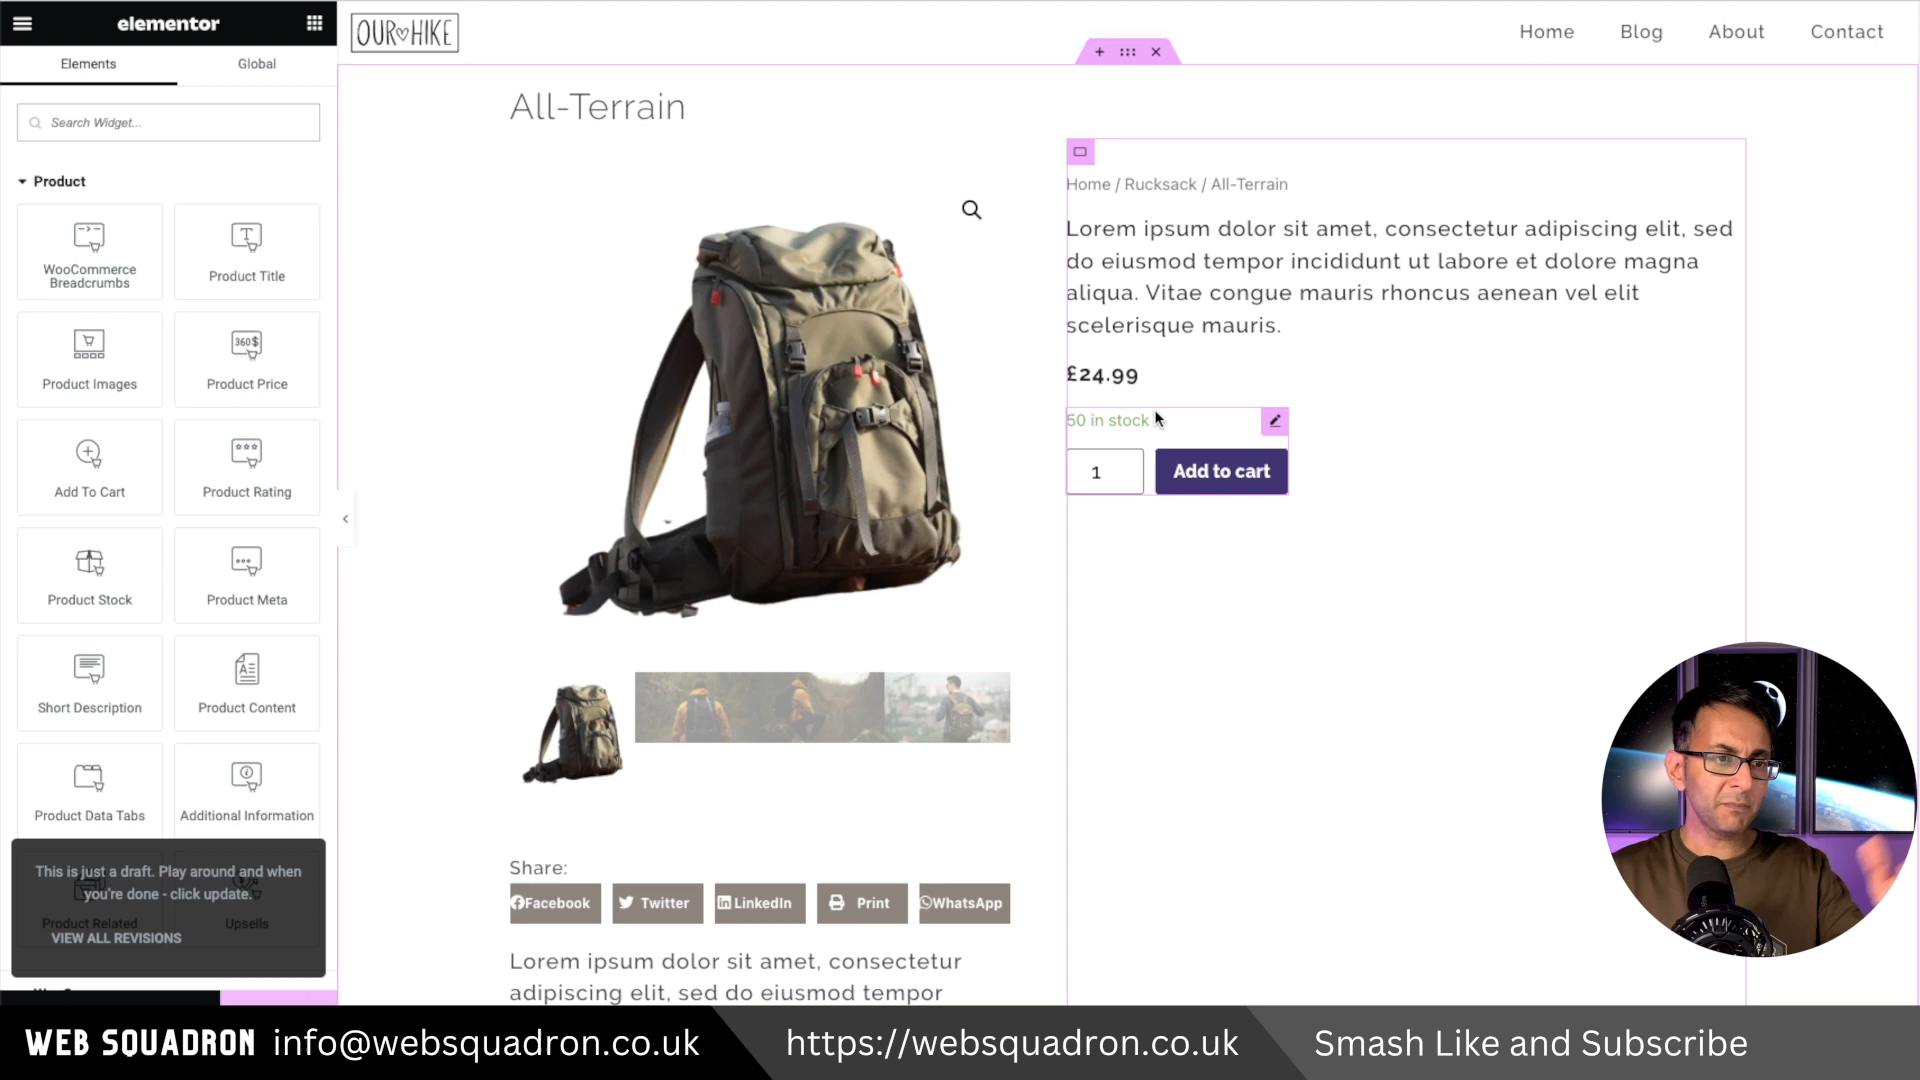 elementor
Elements
Global
Search Widget...
Product
WooCommerce
Breadcrumbs
Product Title
Product Images
360$
Product Price
Add To Cart
Product Rating
Product Stock
Product Meta
Short Description
Product Content
Product Data Tabs
Additional Information
This is just a draft. Play around and when
you're done - click update.
Product Related
Upsells
VIEW ALL REVISIONS
OUR HIKE
Home
Blog
About
Contact
All-Terrain
Home / Rucksack / All-Terrain
Lorem ipsum dolor sit amet, consectetur adipiscing elit, sed
do eiusmod tempor incididunt ut labore et dolore magna
aliqua. Vitae congue mauris rhoncus aenean vel elit
scelerisque mauris.
£24.99
50 in stock
1
Add to cart
Share:
Facebook
Twitter
LinkedIn
Print
WhatsApp
Lorem ipsum dolor sit amet, consectetur
adipiscing elit, sed do eiusmod tempor
WEB SQUADRON
info@websquadron.co.uk
https://websquadron.co.uk
Smash Like and Subscribe